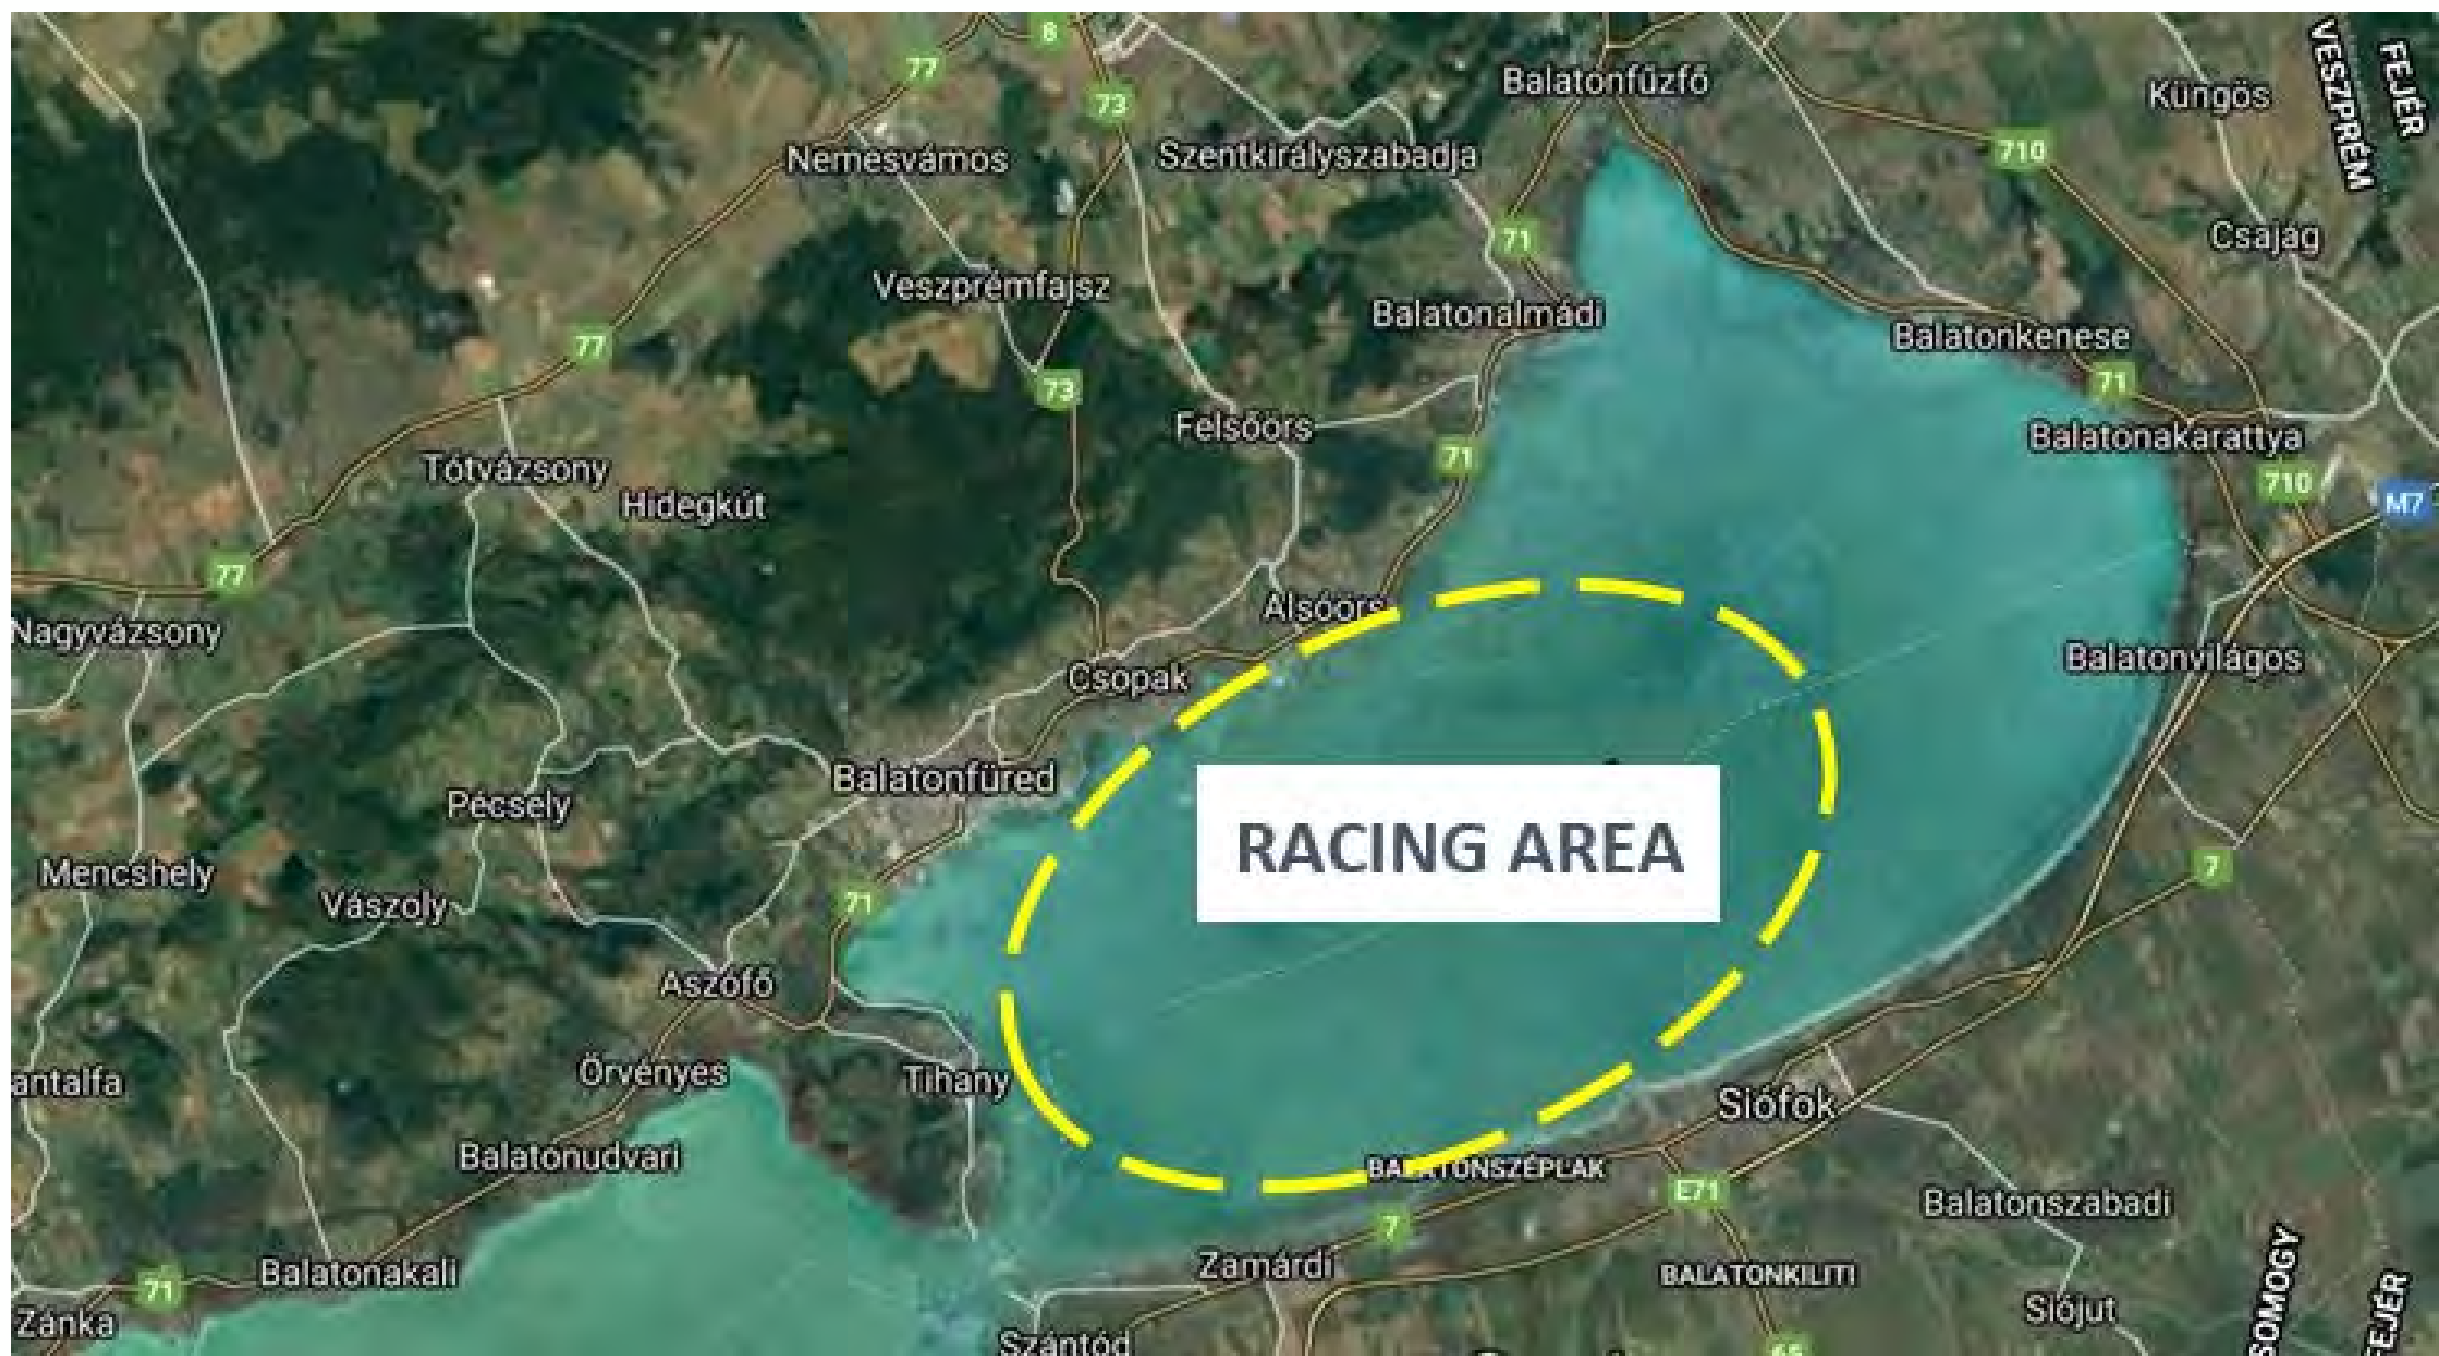 8
77
VESZPRÉM
FEJÉR
Balatonfűzfő
Küngös
73
Nemesvámos
Szentkirályszabadja
710
71
Csajág
Veszprémfajsz
Balatonalmádi
Balatonkenese
77
73
71
Felsőörs
Balatonakarattya
71
Tótvázsony
Hidegkút
710
M7
77
Alsóörs
Nagyvázsony
Balatonvilágos
Csopak
Balatonfüred
Pécsely
RACING AREA
7
Mencshely
Vászoly
71
Aszófő
Örvényes
Tihany
antalfa
Siófok
Balatonudvari
BALATONSZÉPLAK
E71
Balatonszabadi
7
Balatonakali
Zamárdi
BALATONKILITI
SOMOGY
FEJÉR
71
Zánka
Siójut
Szántód
65